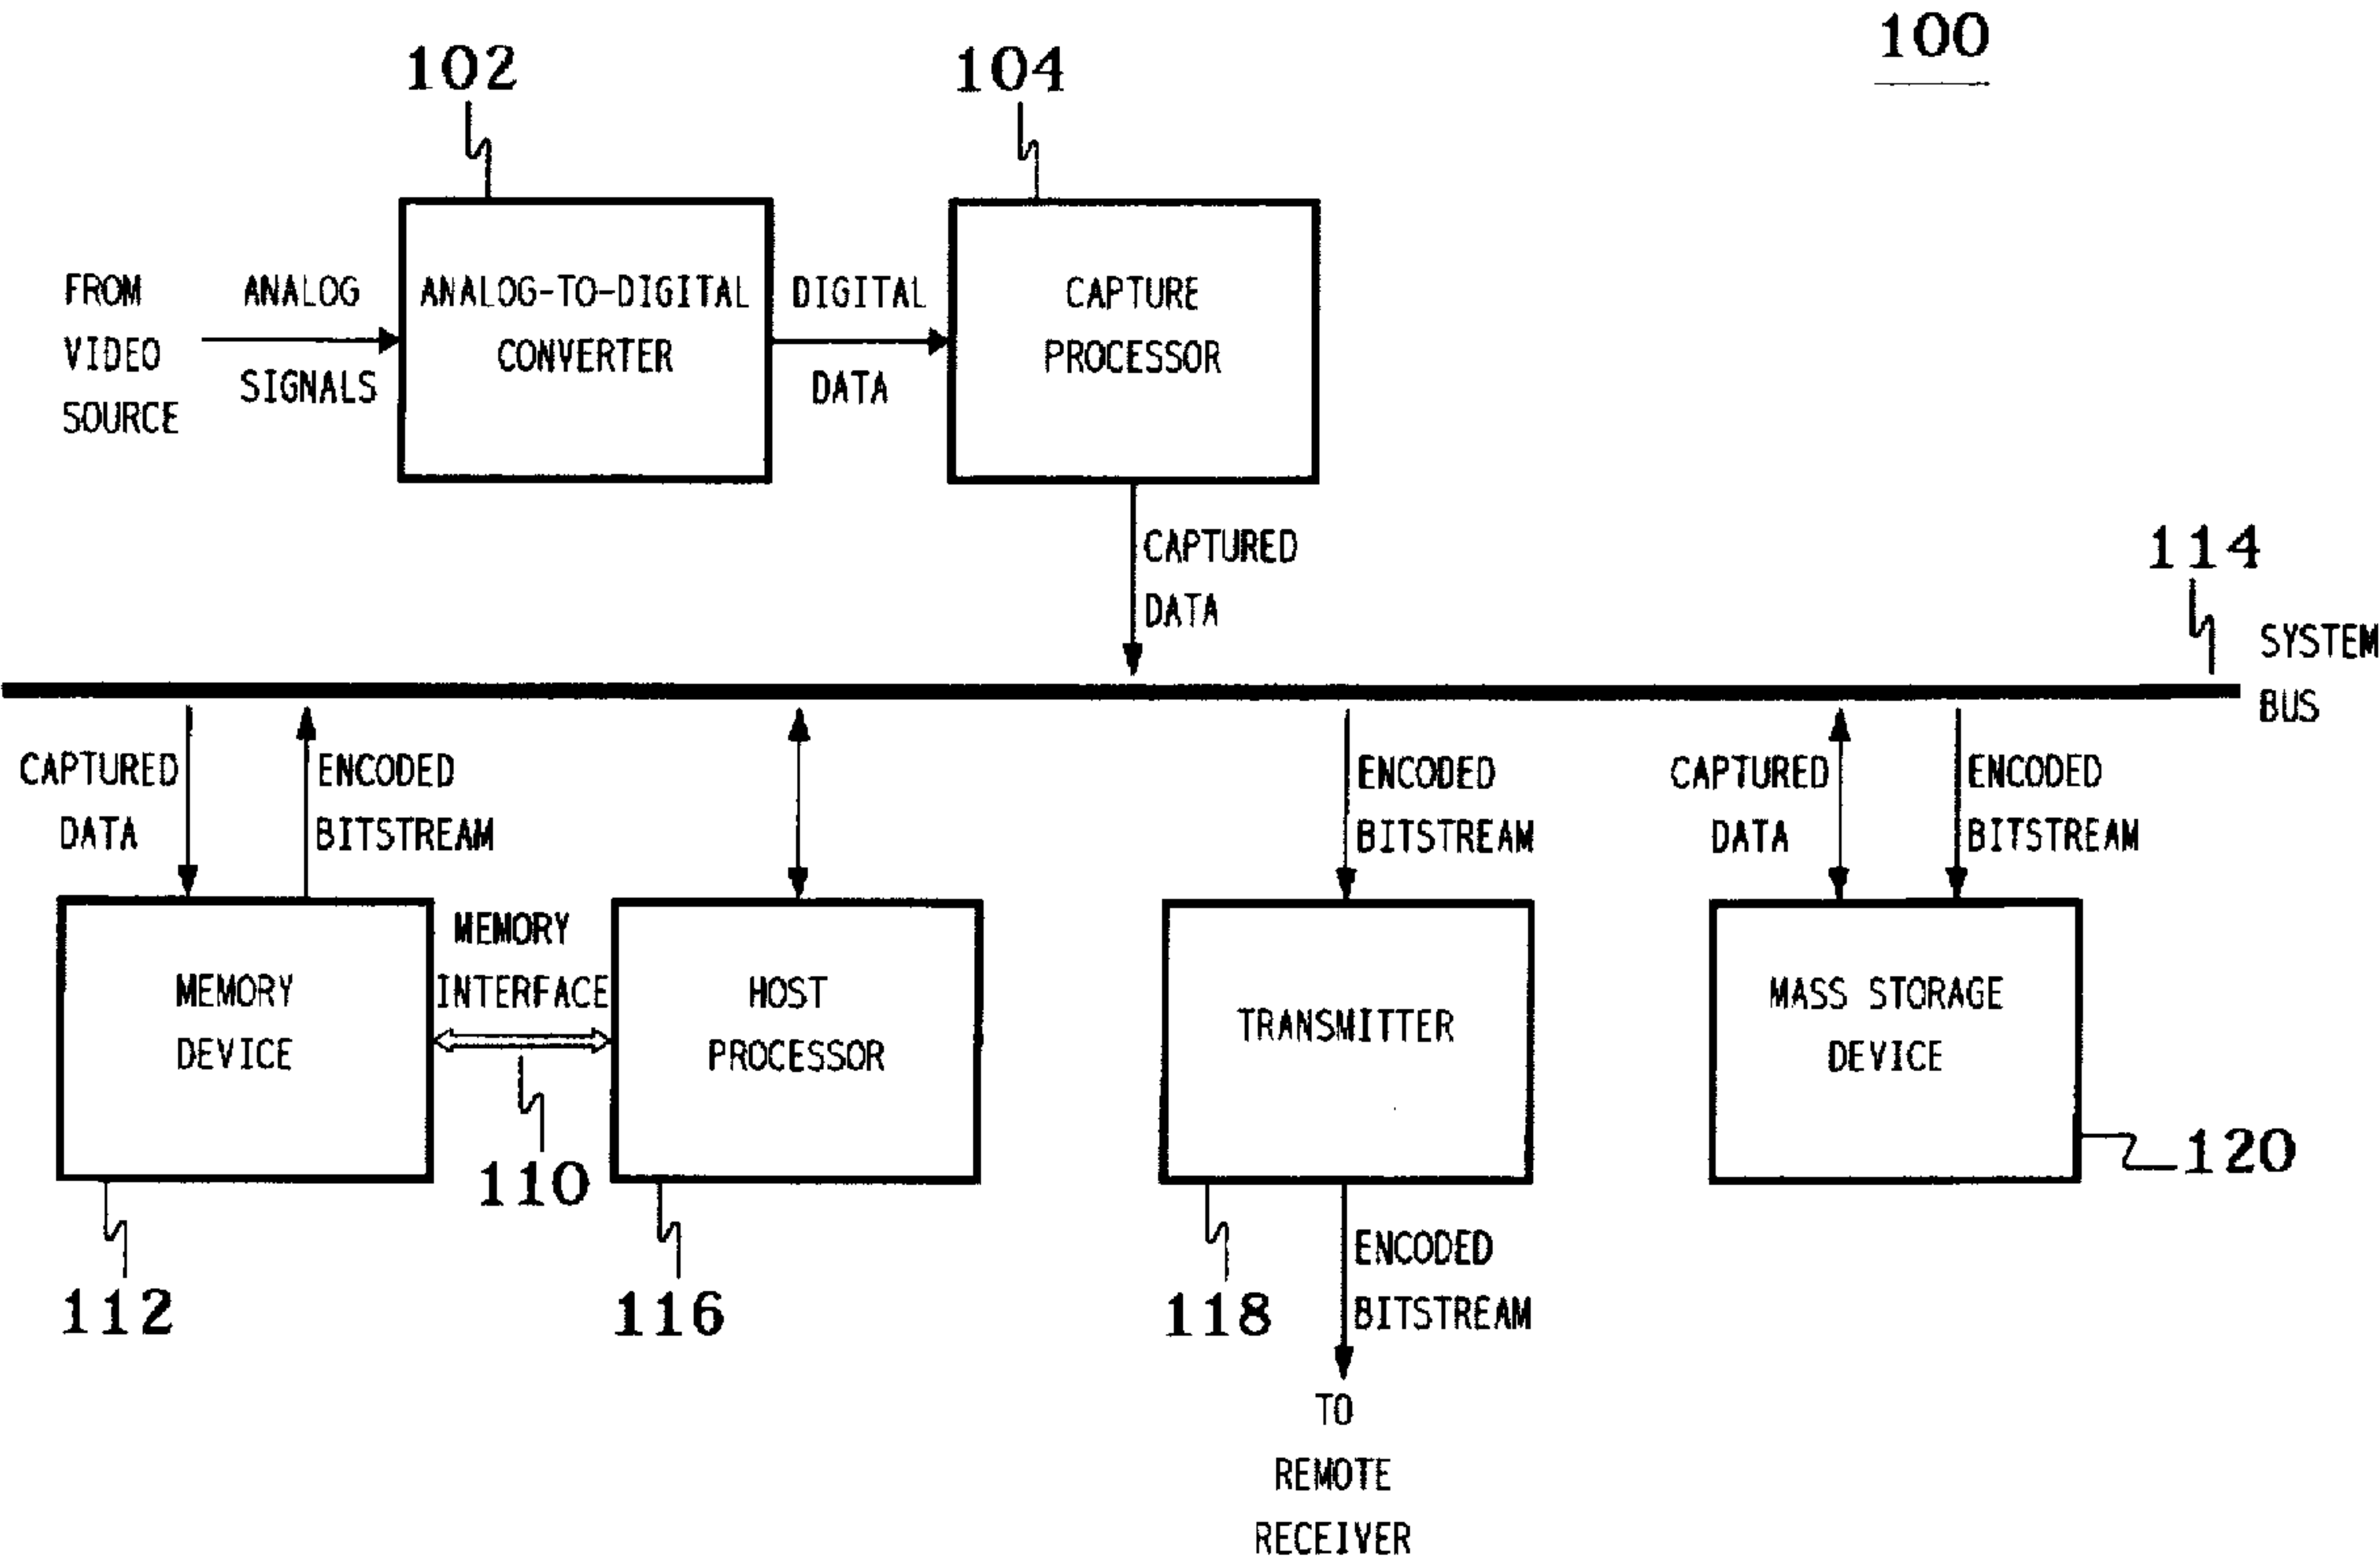 100
102
104
FROM
VIDEO
SOURCE
ANALOG
SIGNALS
ANALOG-TO-DIGITAL
CONVERTER
DIGITAL
DATA
CAPTURE
PROCESSOR
CAPTURED
DATA
114
SYSTEM
BUS
CAPTURED
DATA
ENCODED
BITSTREAM
ENCODED
BITSTREAM
CAPTURED
DATA
ENCODED
BITSTREAM
MEMORY
DEVICE
MEMORY
INTERFACE
110
HOST
PROCESSOR
TRANSMITTER
MASS STORAGE
DEVICE
120
112
116
118
ENCODED
BITSTREAM
TO
REMOTE
RECEIVER